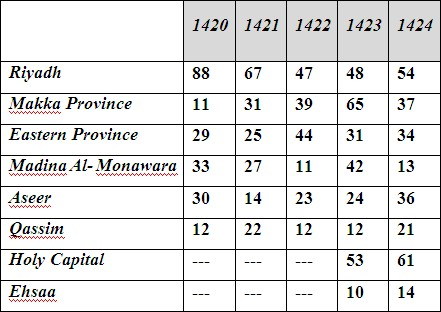 1420 1421 1422 1423 1424
Riyadh 88 67 47 48 54
Makka Province 11 31 39 65 37
Eastern Province 29 25 44 31 34
Madina Al- Monawara 33 27 11 42 13
Aseer 30 14 23 24 36
Qassim 12 22 12 12 21
Holy Capital --- --- --- 53 61
Ehsaa --- --- --- 10 14